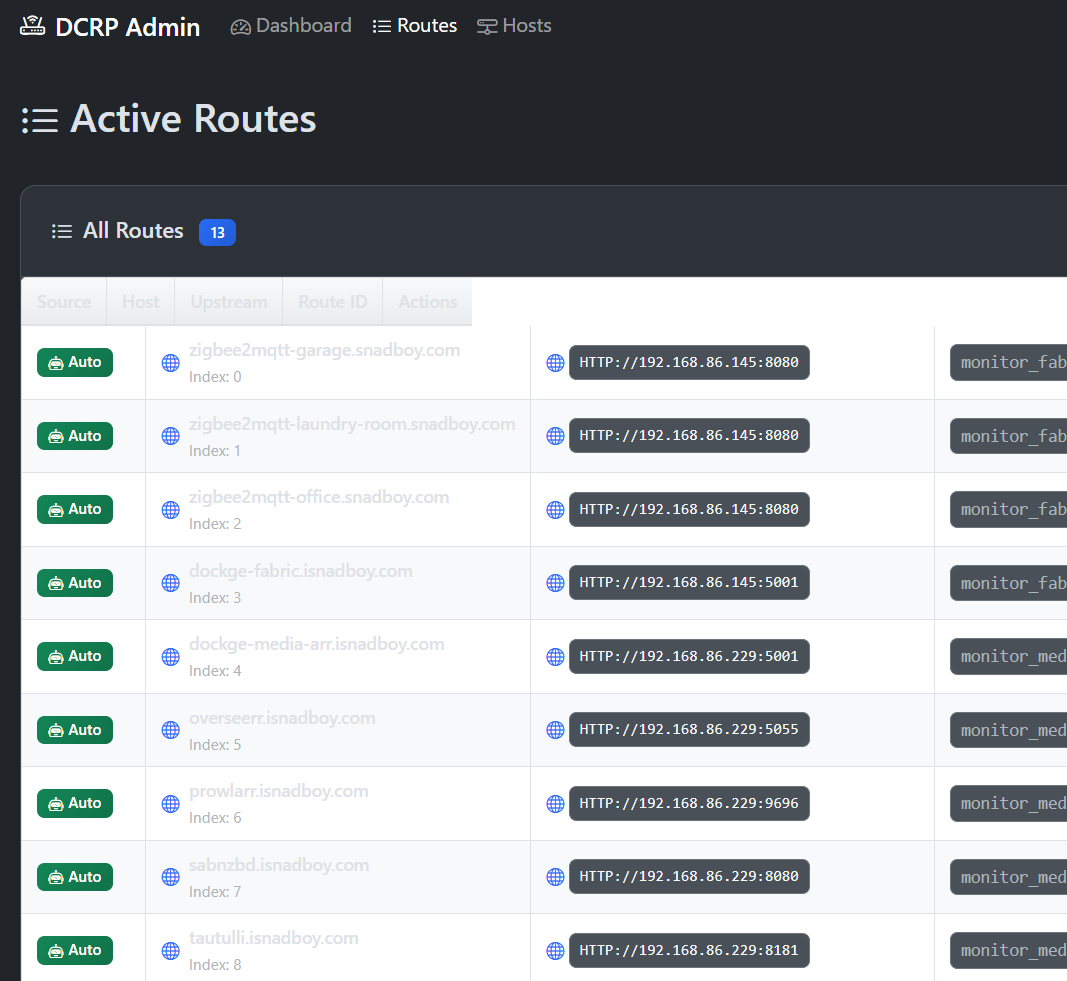 DCRP Admin Dashboard Routes Hosts
Active Routes
All Routes 13
Source Host Upstream Route ID Actions
Auto zigbee2mqtt-garage.snadboy.com HTTP://192.168.86.145:8080 monitor_fab
Index: 0
Auto zigbee2mqtt-laundry-room.snadboy.com HTTP://192.168.86.145:8080 monitor_fab
Index: 1
Auto zigbee2mqtt-office.snadboy.com HTTP://192.168.86.145:8080 monitor_fab
Index: 2
Auto dockge-fabric.isnadboy.com HTTP://192.168.86.145:5001 monitor_fab
Index: 3
Auto dockge-media-arr.isnadboy.com HTTP://192.168.86.229:5001 monitor_med
Index: 4
Auto overseerr.isnadboy.com HTTP://192.168.86.229:5055 monitor_med
Index: 5
Auto prowlarr.isnadboy.com HTTP://192.168.86.229:9696 monitor_med
Index: 6
Auto sabnzbd.isnadboy.com HTTP://192.168.86.229:8080 monitor_med
Index: 7
Auto tautulli.isnadboy.com HTTP://192.168.86.229:8181 monitor_med
Index: 8